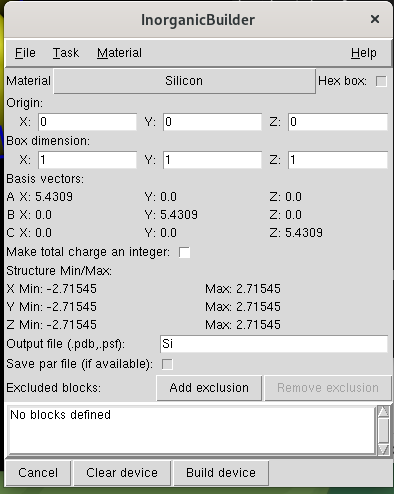 InorganicBuilder ×
File Task Material Help
Material Silicon Hex box:
Origin:
X: 0 Y: 0 Z: 0
Box dimension:
X: 1 Y: 1 Z: 1
Basis vectors:
A X: 5.4309 Y: 0.0 Z: 0.0
B X: 0.0 Y: 5.4309 Z: 0.0
C X: 0.0 Y: 0.0 Z: 5.4309
Make total charge an integer:
Structure Min/Max:
X Min: -2.71545 Max: 2.71545
Y Min: -2.71545 Max: 2.71545
Z Min: -2.71545 Max: 2.71545
Output file (.pdb,.psf): Si
Save par file (if available):
Excluded blocks: Add exclusion Remove exclusion
No blocks defined
Cancel Clear device Build device